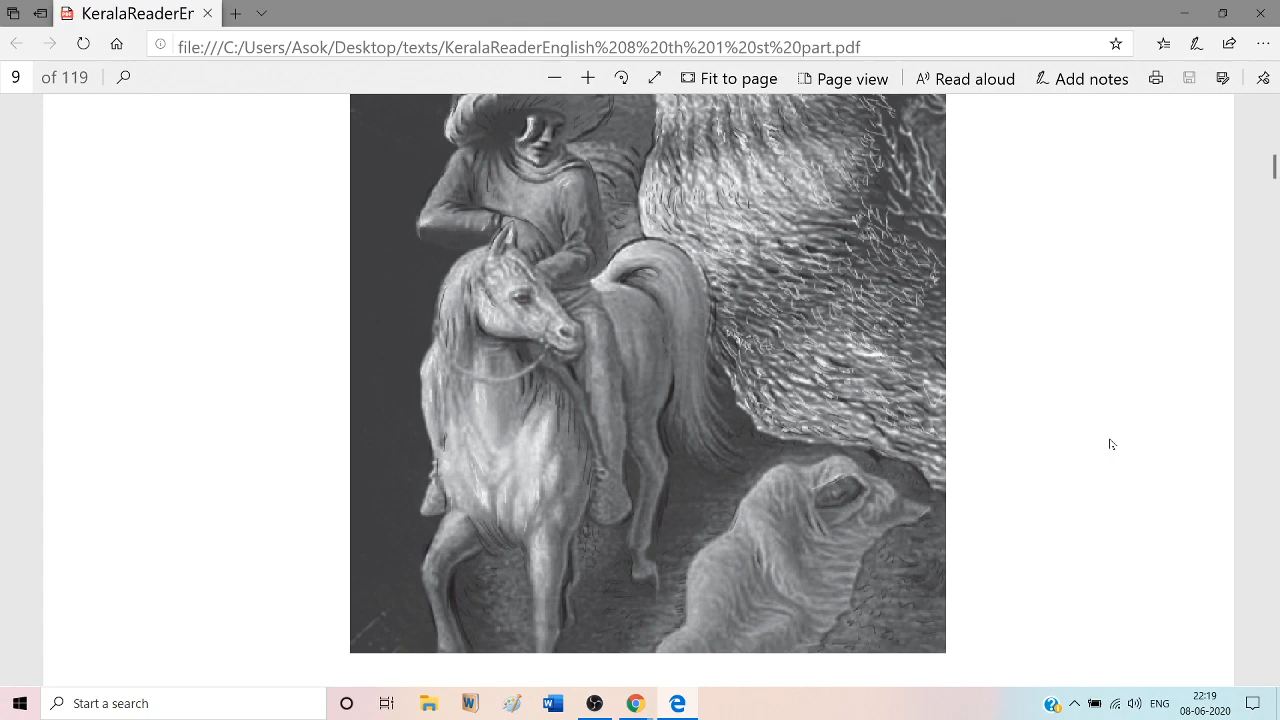 KeralaReaderE
file:///C:/Users/Asok/Desktop/texts/KeralaReaderEnglish%208%20th%201%20st%20part.pdf
9 of 119
Fit to page
Page view
Read aloud
Add notes
Start a search
ENG
22:19
08-06-2020